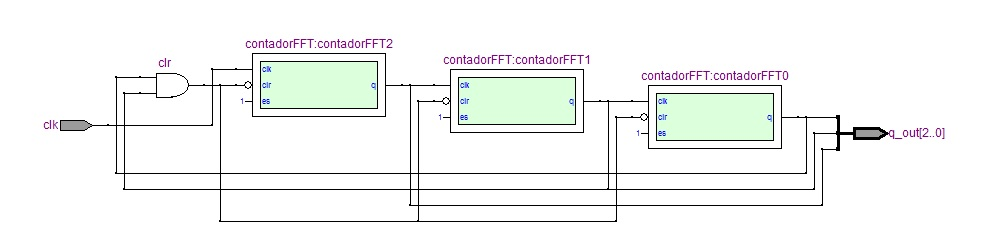 contadorFFT:contadorFFT2
contadorFFT:contadorFFT1
contadorFFT:contadorFFT0
clr
clk
clr
q
1
es
clk
clr
q
1
es
clk
clr
q
1
es
clk
q_out[2..0]